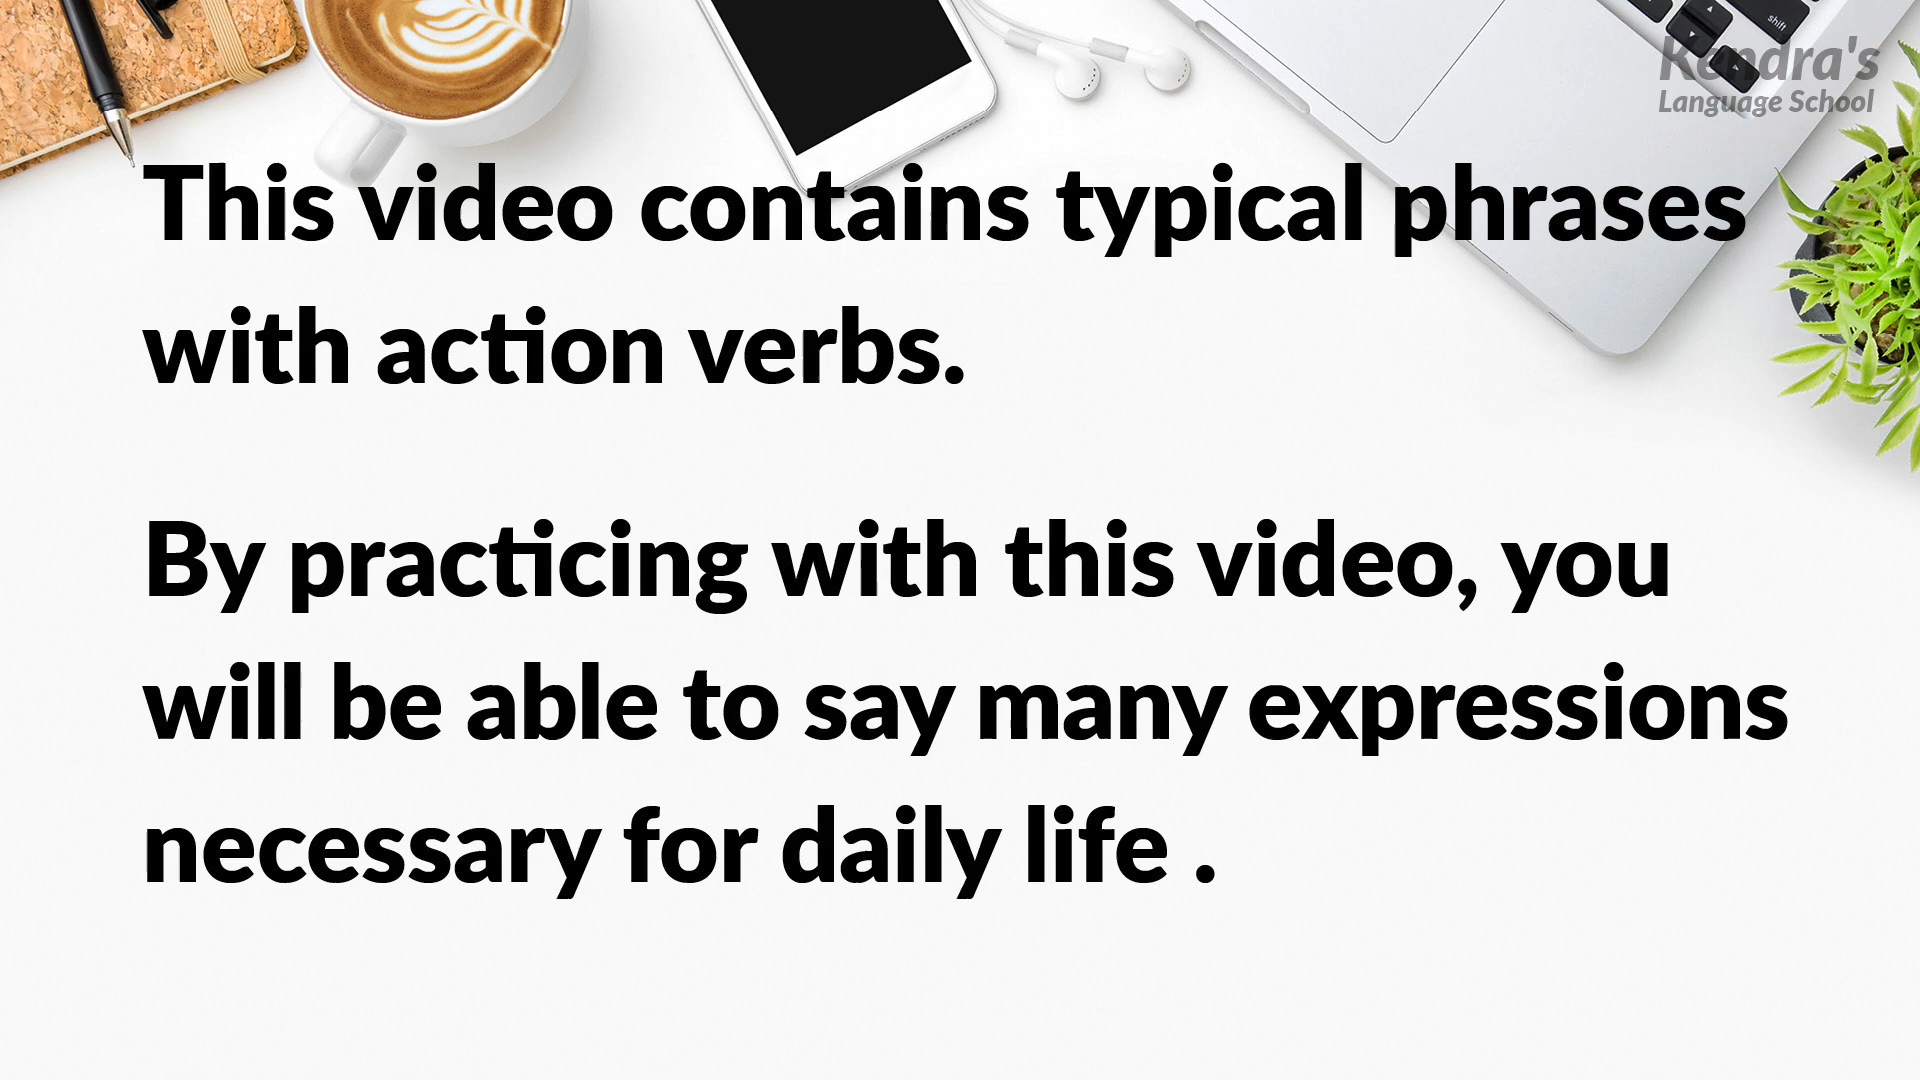 Kendra's
Language School
shift
This video contains typical phrases
with action verbs.
By practicing with this video, you
will be able to say many expressions
necessary for daily life .